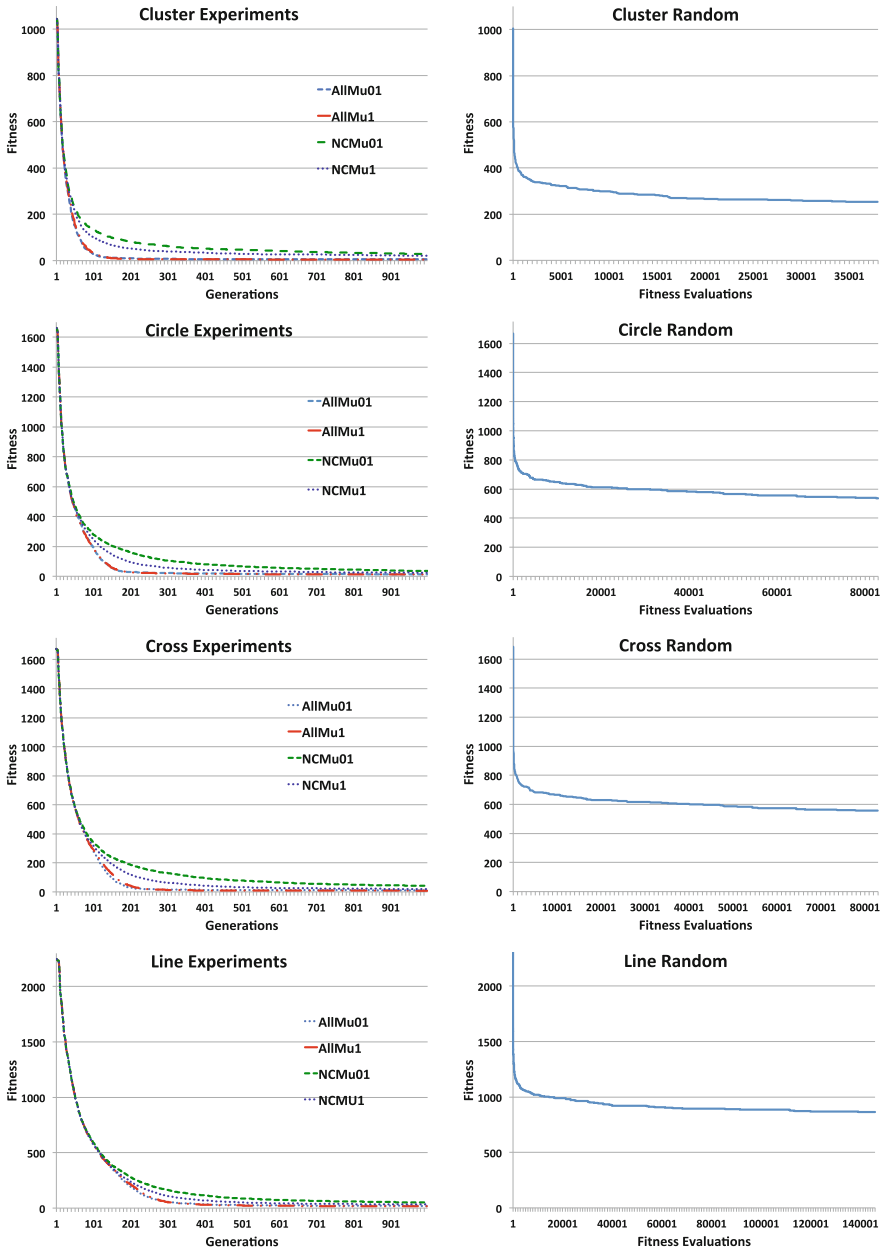 Cluster Experiments
1000
800
600
400
200
0
Fitness
AllMu01
AllMu1
NCMu01
NCMu1
1 101 201 301 401 501 601 701 801 901
Generations
Cluster Random
1000
800
600
400
200
0
Fitness
1 5001 10001 15001 20001 25001 30001 35001
Fitness Evaluations
Circle Experiments
1600
1400
1200
1000
800
600
400
200
0
Fitness
AllMu01
AllMu1
NCMu01
NCMu1
1 101 201 301 401 501 601 701 801 901
Generations
Circle Random
1600
1400
1200
1000
800
600
400
200
0
Fitness
1 20001 40001 60001 80001
Fitness Evaluations
Cross Experiments
1600
1400
1200
1000
800
600
400
200
0
Fitness
AllMu01
AllMu1
NCMu01
NCMu1
1 101 201 301 401 501 601 701 801 901
Generations
Cross Random
1600
1400
1200
1000
800
600
400
200
0
Fitness
1 10001 20001 30001 40001 50001 60001 70001 80001
Fitness Evaluations
Line Experiments
2000
1500
1000
500
0
Fitness
AllMu01
AllMu1
NCMu01
NCMU1
1 101 201 301 401 501 601 701 801 901
Generations
Line Random
2000
1500
1000
500
0
Fitness
1 20001 40001 60001 80001 100001 120001 140001
Fitness Evaluations